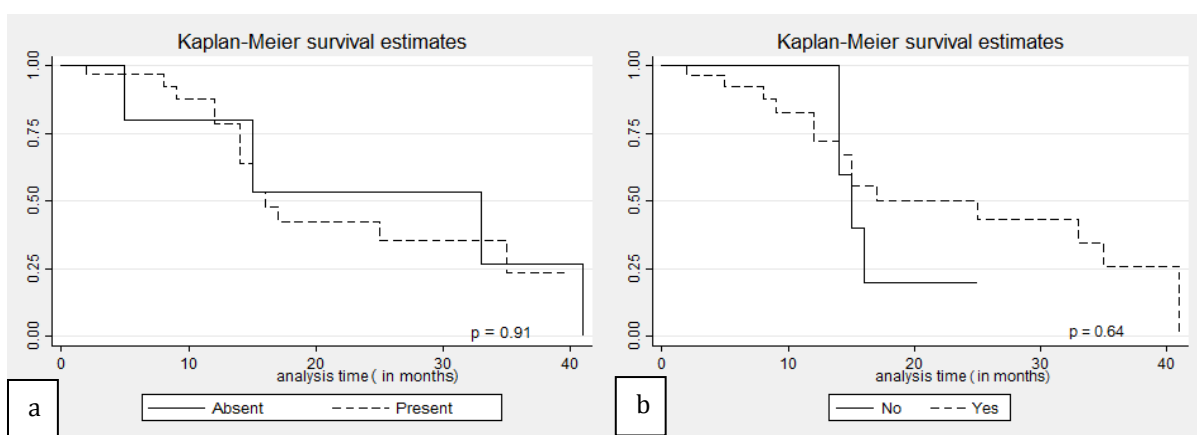 Kaplan-Meier survival estimates
1.00
0.75
0.50
0.25
0.00
p = 0.91
0 10 20 30 40
analysis time ( in months)
Absent Present
a
Kaplan-Meier survival estimates
1.00
0.75
0.50
0.25
0.00
p = 0.64
0 10 20 30 40
analysis time ( in months)
No Yes
b